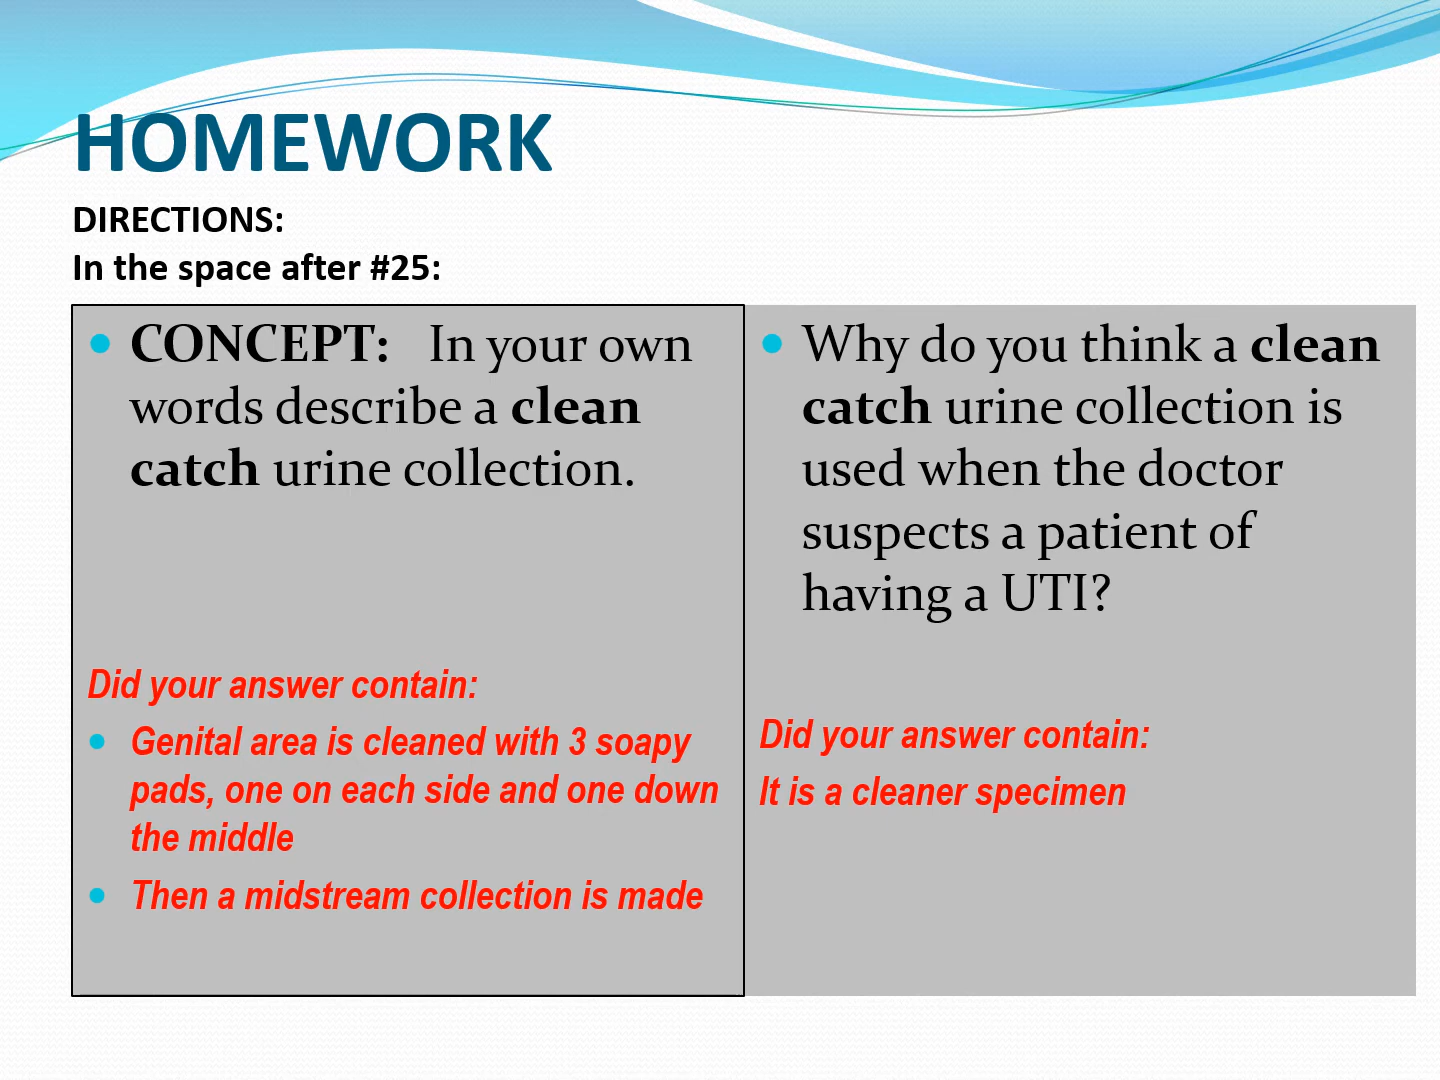 HOMEWORK
DIRECTIONS:
In the space after #25:
CONCEPT: In your own
words describe a clean
catch urine collection.
Did your answer contain:
Genital area is cleaned with 3 soapy
pads, one on each side and one down
the middle
Then a midstream collection is made
Why do you think a clean
catch urine collection is
used when the doctor
suspects a patient of
having a UTI?
Did your answer contain:
It is a cleaner specimen